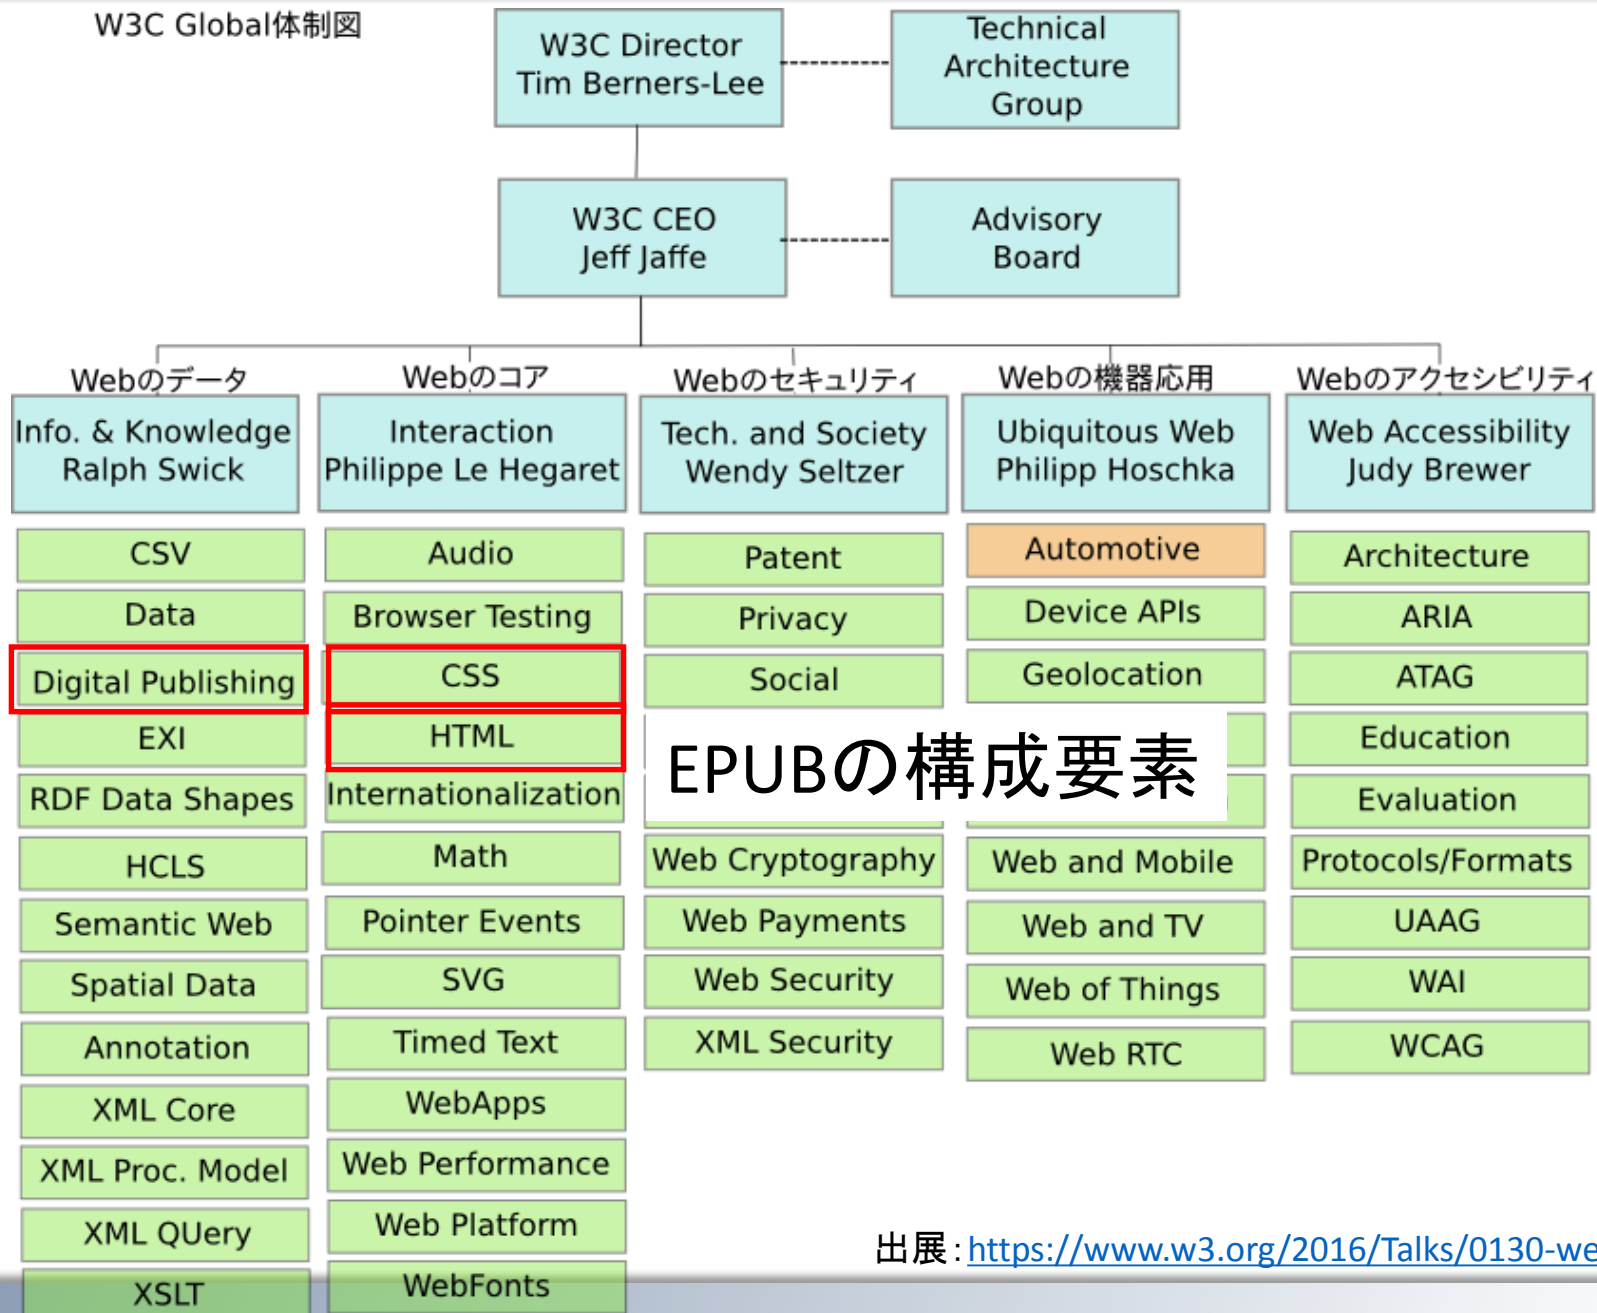 W3C Global体制図
W3C Director
Tim Berners-Lee
Technical
Architecture
Group
W3C CEO
Jeff Jaffe
Advisory
Board
Webのデータ
Info. & Knowledge
Ralph Swick
CSV
Data
Digital Publishing
EXI
RDF Data Shapes
HCLS
Semantic Web
Spatial Data
Annotation
XML Core
XML Proc. Model
XML QUery
XSLT
Webのコア
Interaction
Philippe Le Hegaret
Audio
Browser Testing
CSS
HTML
Internationalization
Math
Pointer Events
SVG
Timed Text
WebApps
Web Performance
Web Platform
WebFonts
Webのセキュリティ
Tech. and Society
Wendy Seltzer
Patent
Privacy
Social
EPUBの構成要素
Web Cryptography
Web Payments
Web Security
XML Security
Webの機器応用
Ubiquitous Web
Philipp Hoschka
Automotive
Device APIs
Geolocation
Web and Mobile
Web and TV
Web of Things
Web RTC
Webのアクセシビリティ
Web Accessibility
Judy Brewer
Architecture
ARIA
ATAG
Education
Evaluation
Protocols/Formats
UAAG
WAI
WCAG
出展：https://www.w3.org/2016/Talks/0130-we